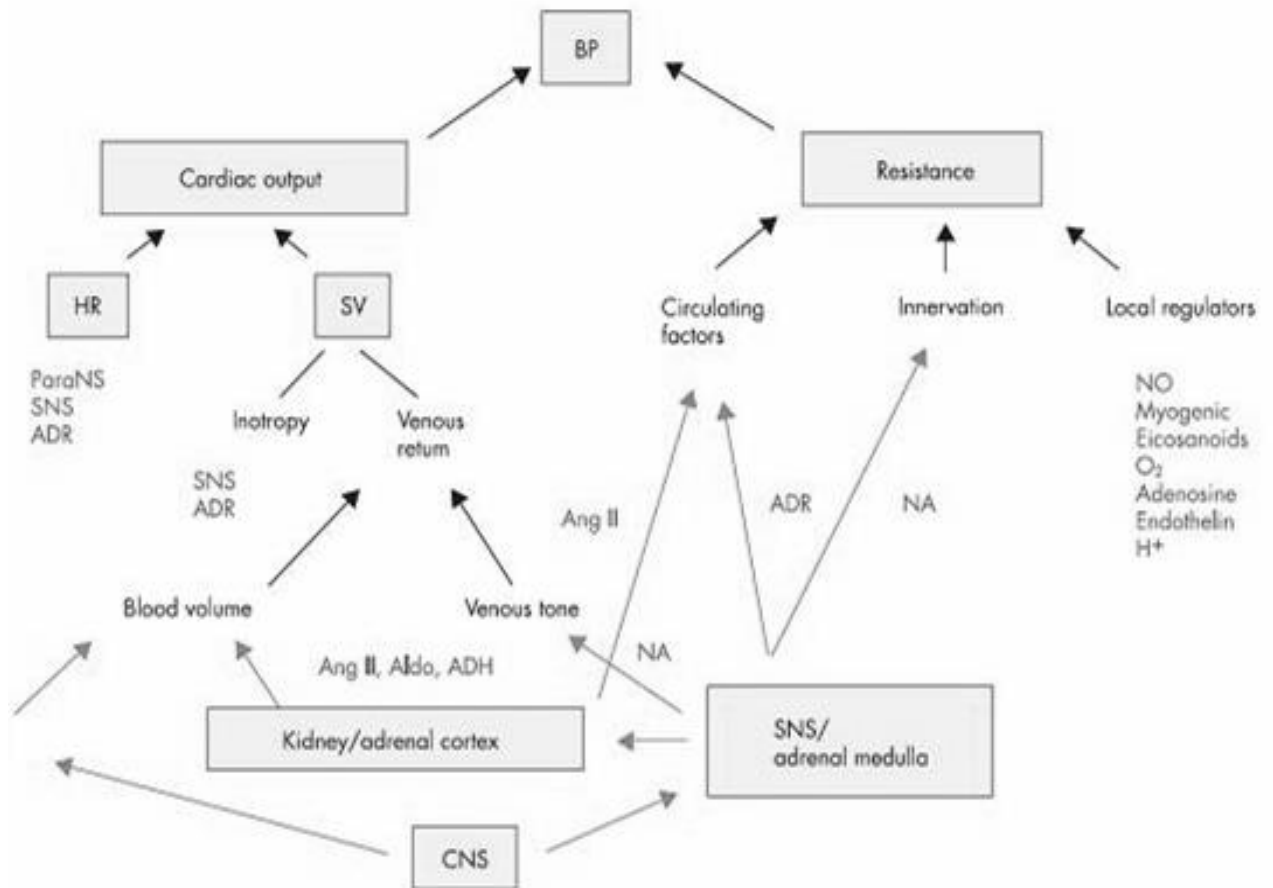 BP
Cardiac output
Resistance
HR
SV
Circulating
factors
Innervation
Local regulators
ParaNS
SNS
ADR
Inotropy
Venous
return
NO
Myogenic
Eicosanoids
O₂
Adenosine
Endothelin
H⁺
SNS
ADR
Ang II
ADR
NA
Blood volume
Venous tone
Ang II, Aldo, ADH
NA
Kidney/adrenal cortex
SNS/
adrenal medulla
CNS